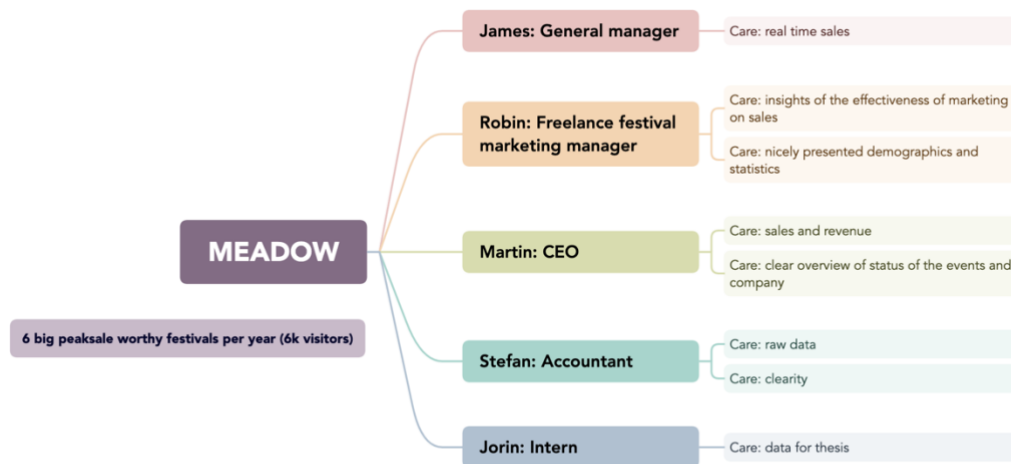 James: General manager
Care: real time sales
Robin: Freelance festival
marketing manager
Care: insights of the effectiveness of marketing
on sales
Care: nicely presented demographics and
statistics
MEADOW
6 big peaksale worthy festivals per year (6k visitors)
Martin: CEO
Care: sales and revenue
Care: clear overview of status of the events and
company
Stefan: Accountant
Care: raw data
Care: clearity
Jorin: Intern
Care: data for thesis